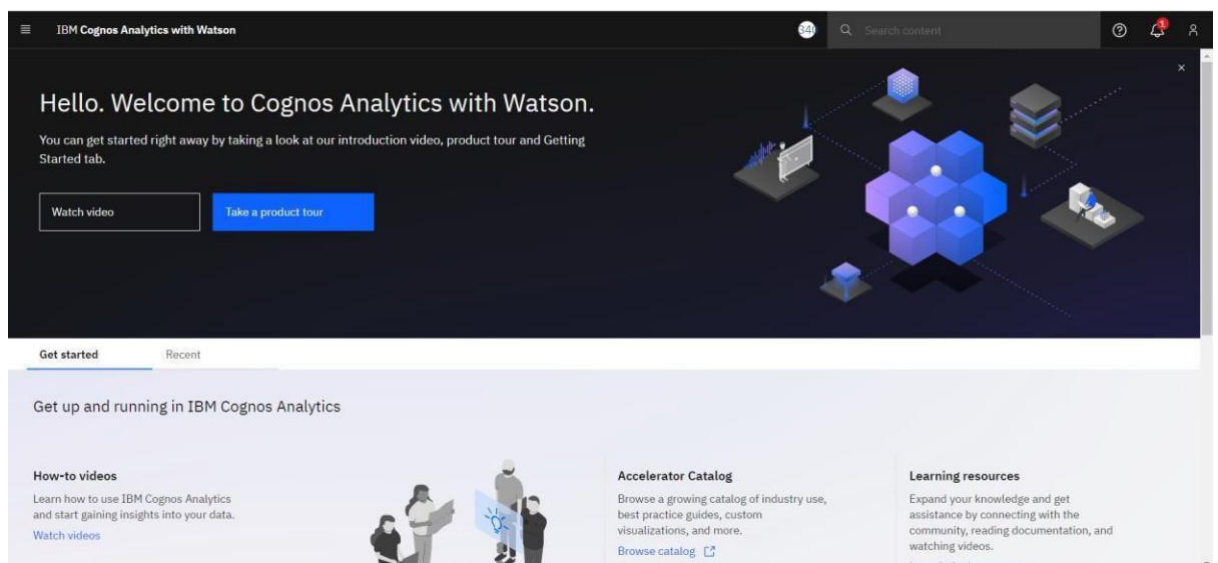 IBM Cognos Analytics with Watson
34
Search content
1
Hello. Welcome to Cognos Analytics with Watson.
You can get started right away by taking a look at our introduction video, product tour and Getting
Started tab.
Watch video
Take a product tour
Get started
Recent
Get up and running in IBM Cognos Analytics
How-to videos
Learn how to use IBM Cognos Analytics
and start gaining insights into your data.
Watch videos
Accelerator Catalog
Browse a growing catalog of industry use,
best practice guides, custom
visualizations, and more.
Browse catalog
Learning resources
Expand your knowledge and get
assistance by connecting with the
community, reading documentation, and
watching videos.